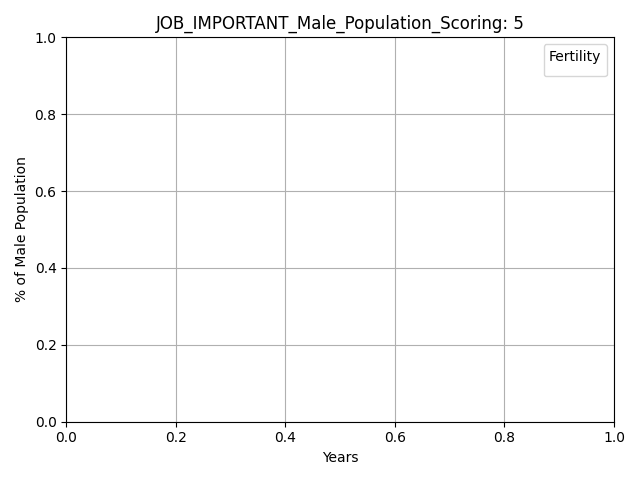 JOB_IMPORTANT_Male_Population_Scoring: 5
Fertility
% of Male Population
1.0
0.8
0.6
0.4
0.2
0.0
0.0 0.2 0.4 0.6 0.8 1.0
Years